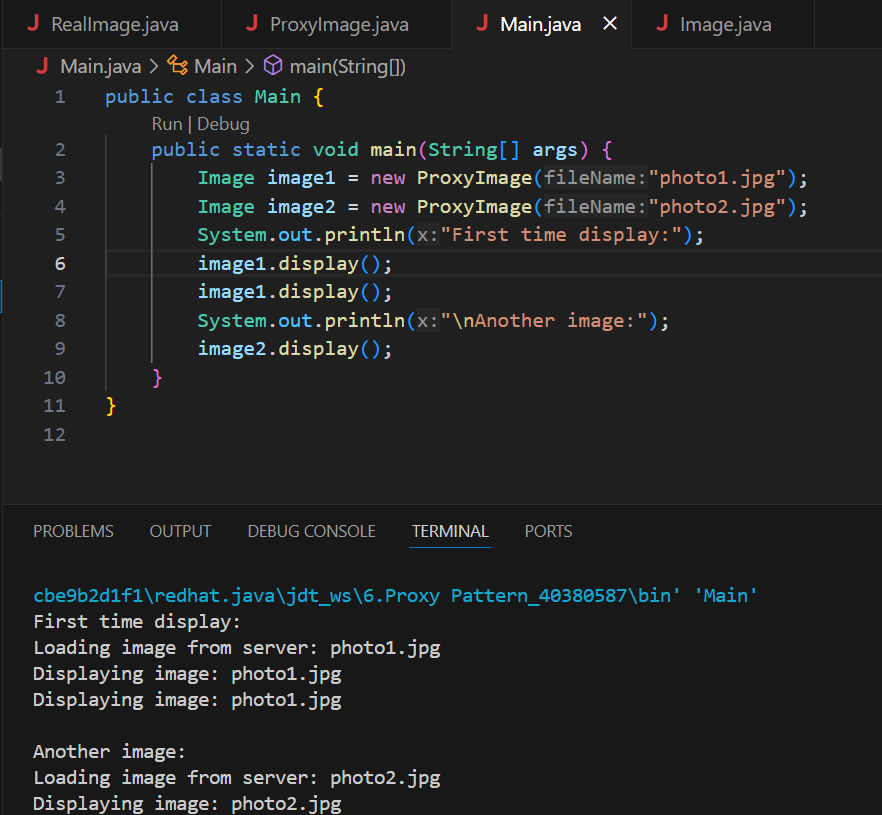 RealImage.java ProxyImage.java Main.java × Image.java
Main.java > Main > main(String[])
1 public class Main {
Run | Debug
2 public static void main(String[] args) {
3 Image image1 = new ProxyImage(fileName:"photo1.jpg");
4 Image image2 = new ProxyImage(fileName:"photo2.jpg");
5 System.out.println(x:"First time display:");
6 image1.display();
7 image1.display();
8 System.out.println(x:"\nAnother image:");
9 image2.display();
10 }
11 }
12
PROBLEMS OUTPUT DEBUG CONSOLE TERMINAL PORTS
cbe9b2d1f1\redhat.java\jdt_ws\6.Proxy Pattern_40380587\bin' 'Main'
First time display:
Loading image from server: photo1.jpg
Displaying image: photo1.jpg
Displaying image: photo1.jpg
Another image:
Loading image from server: photo2.jpg
Displaying image: photo2.jpg